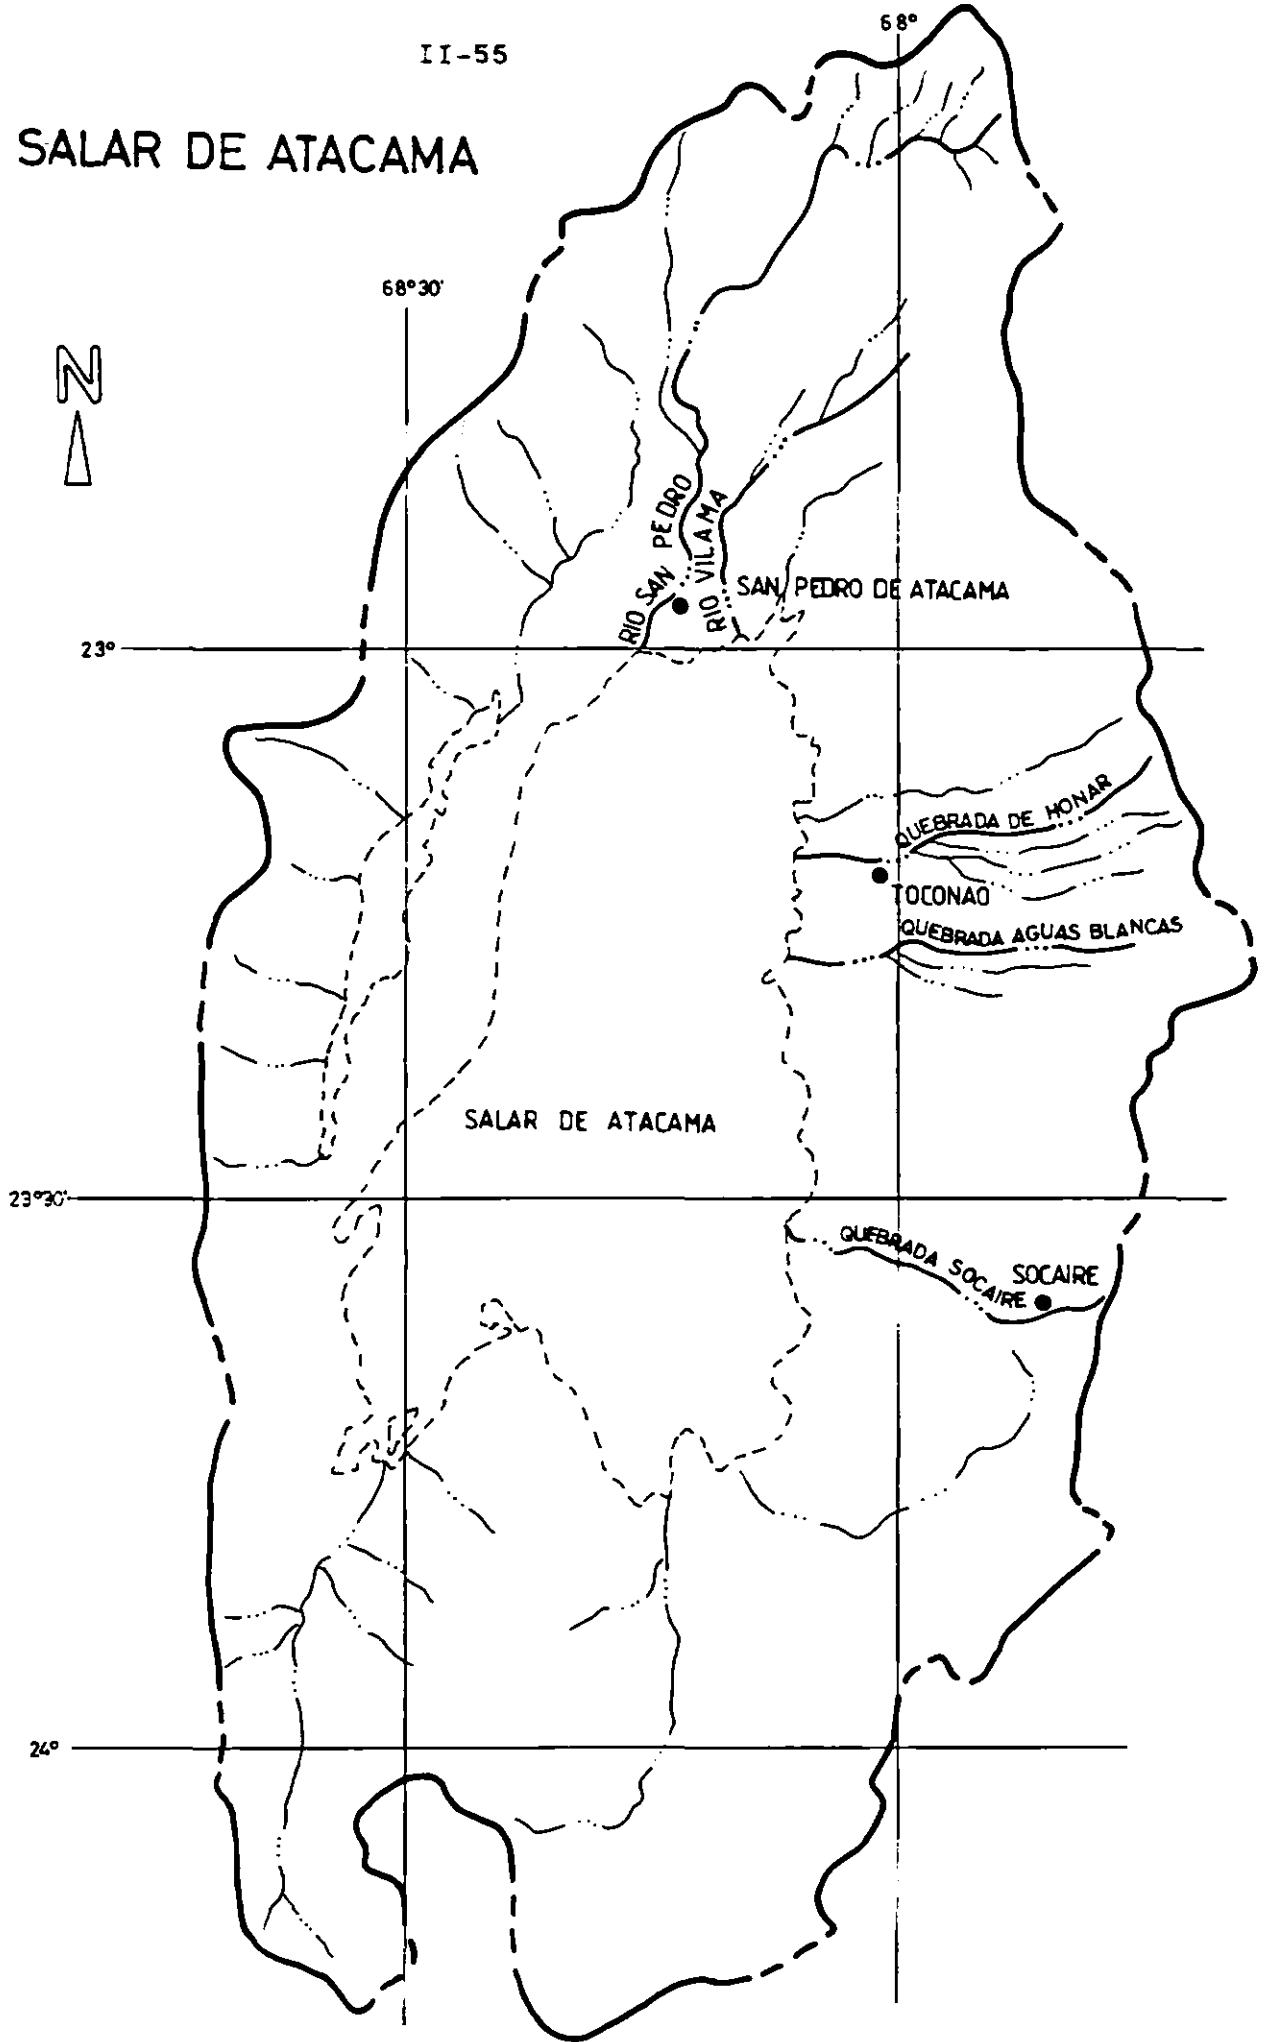 68°
II-55
SALAR DE ATACAMA
68°30'
N
RIO SAN PEDRO
RIO VILAMA
SAN PEDRO DE ATACAMA
23°
QUEBRADA DE HONAR
TOCONAO
QUEBRADA AGUAS BLANCAS
SALAR DE ATACAMA
23°30'
QUEBRADA SOCAIRE
SOCAIRE
24°